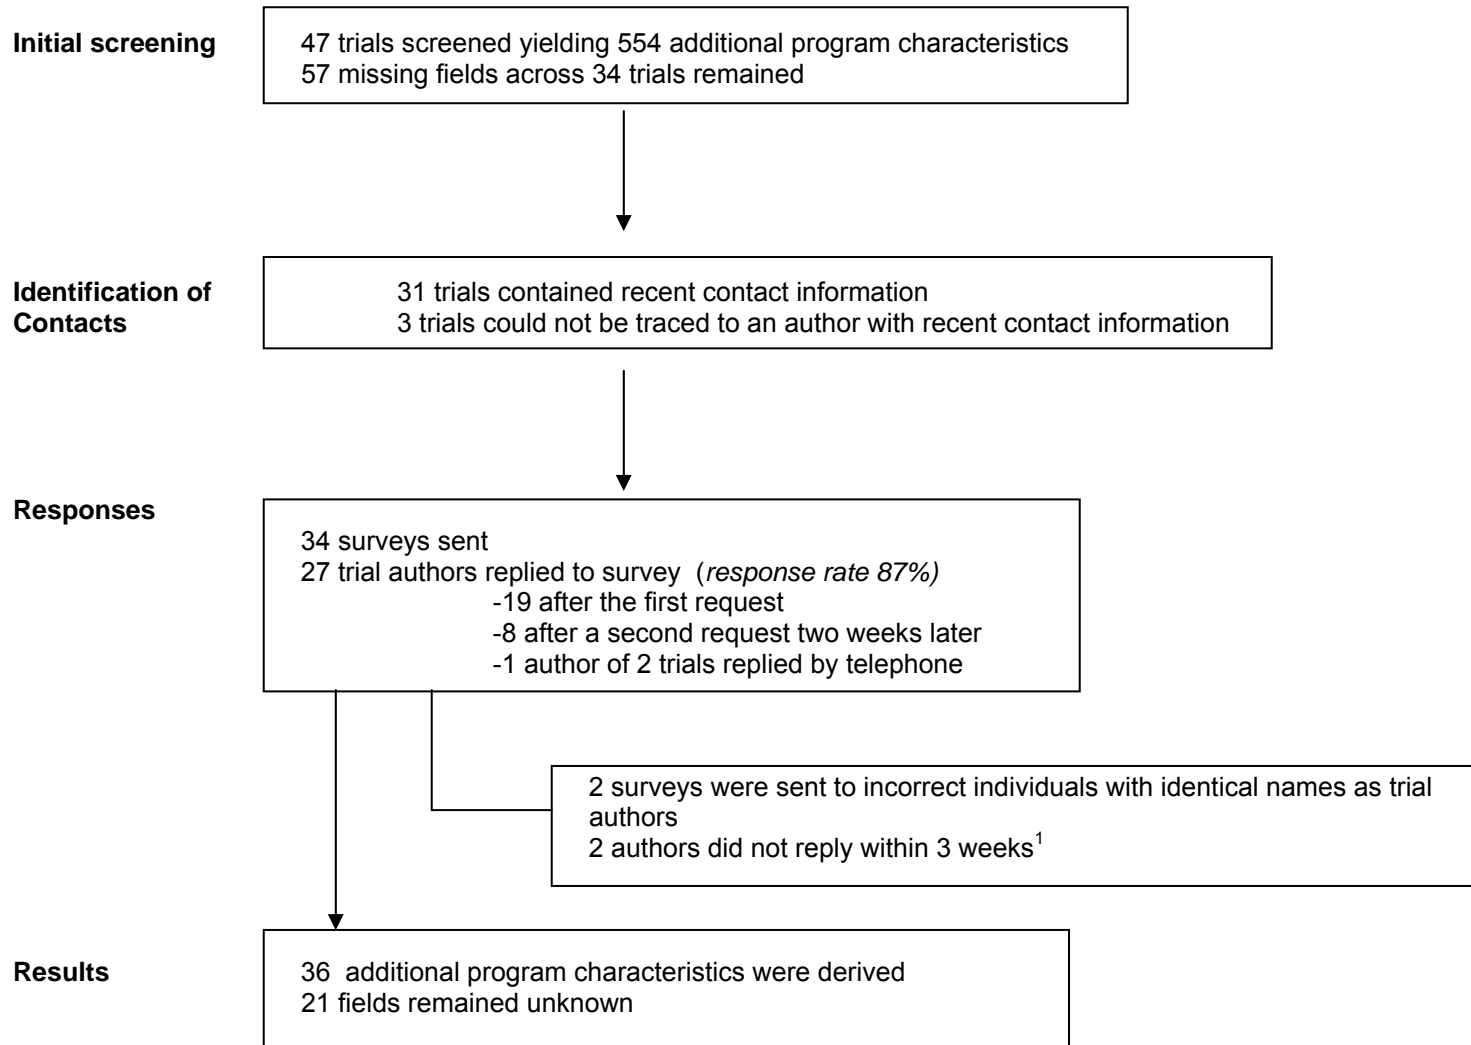 Initial screening
47 trials screened yielding 554 additional program characteristics
57 missing fields across 34 trials remained
Identification of
Contacts
31 trials contained recent contact information
3 trials could not be traced to an author with recent contact information
Responses
34 surveys sent
27 trial authors replied to survey (response rate 87%)
-19 after the first request
-8 after a second request two weeks later
-1 author of 2 trials replied by telephone
2 surveys were sent to incorrect individuals with identical names as trial
authors
2 authors did not reply within 3 weeks1
Results
36 additional program characteristics were derived
21 fields remained unknown